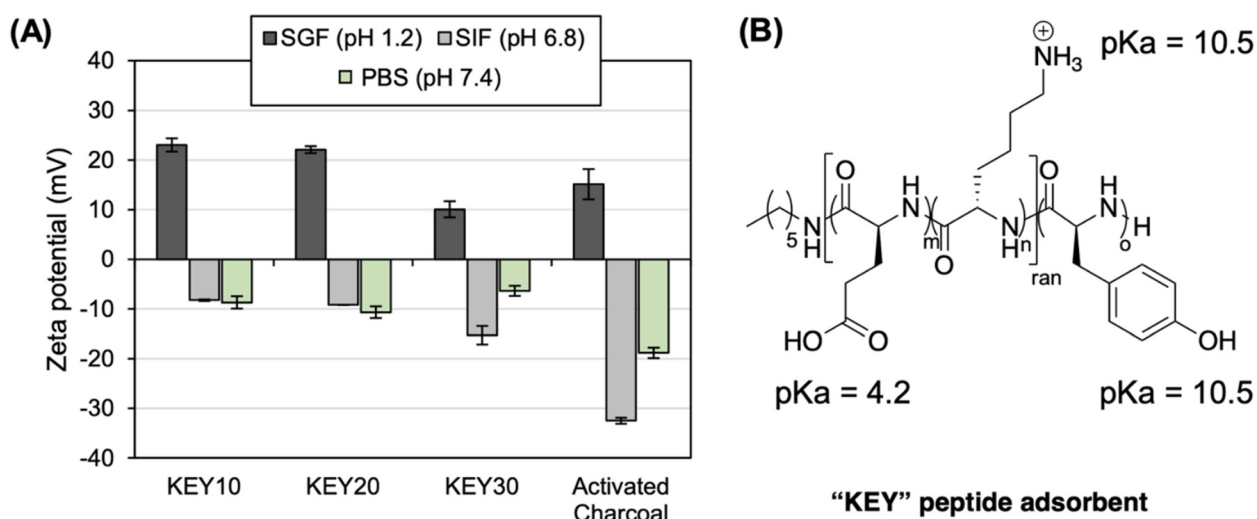 (A)
SGF (pH 1.2) SIF (pH 6.8)
PBS (pH 7.4)
Zeta potential (mV)
40
30
20
10
0
-10
-20
-30
-40
KEY10 KEY20 KEY30 Activated
Charcoal
(B)
NH3 + pKa = 10.5
O H N O
5 N H m O N H n N H o H
ran
HO O OH
pKa = 4.2 pKa = 10.5
“KEY” peptide adsorbent